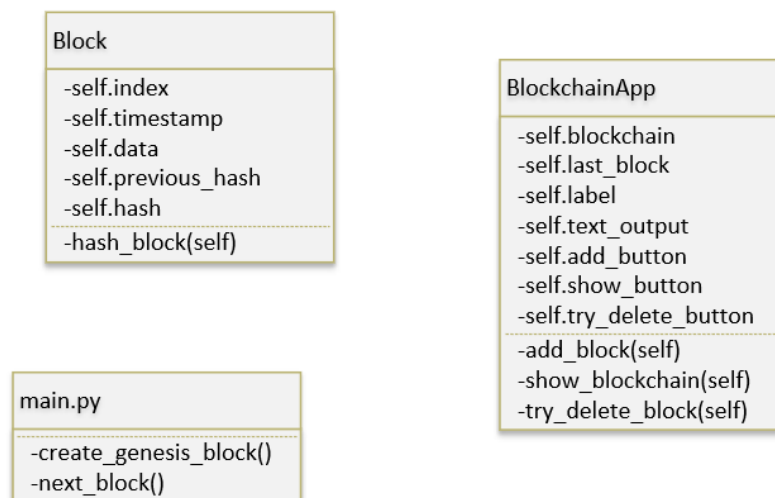 Block
-self.index
-self.timestamp
-self.data
-self.previous_hash
-self.hash
-hash_block(self)
BlockchainApp
-self.blockchain
-self.last_block
-self.label
-self.text_output
-self.add_button
-self.show_button
-self.try_delete_button
-add_block(self)
-show_blockchain(self)
-try_delete_block(self)
main.py
-create_genesis_block()
-next_block()